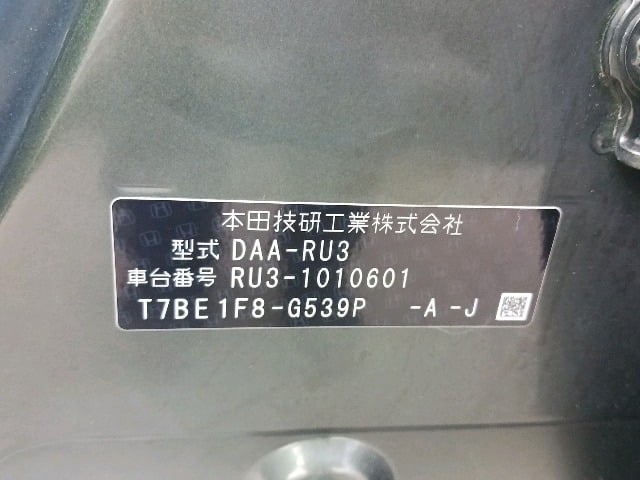 本田技研工業株式会社
型式 DAA-RU3
車台番号 RU3-1010601
T7BE1F8-G539P -A -J